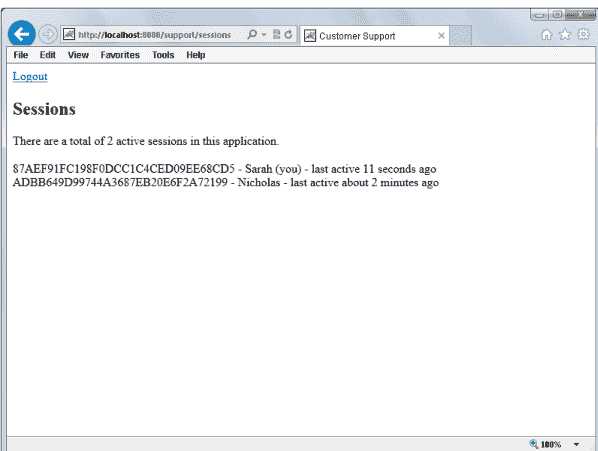 http://localhost:8080/support/sessions
Customer Support
File Edit View Favorites Tools Help
Logout
Sessions
There are a total of 2 active sessions in this application.
87AEF91FC198F0DCC1C4CED09EE68CD5 - Sarah (you) - last active 11 seconds ago
ADBB649D99744A3687EB20E6F2A72199 - Nicholas - last active about 2 minutes ago
100%